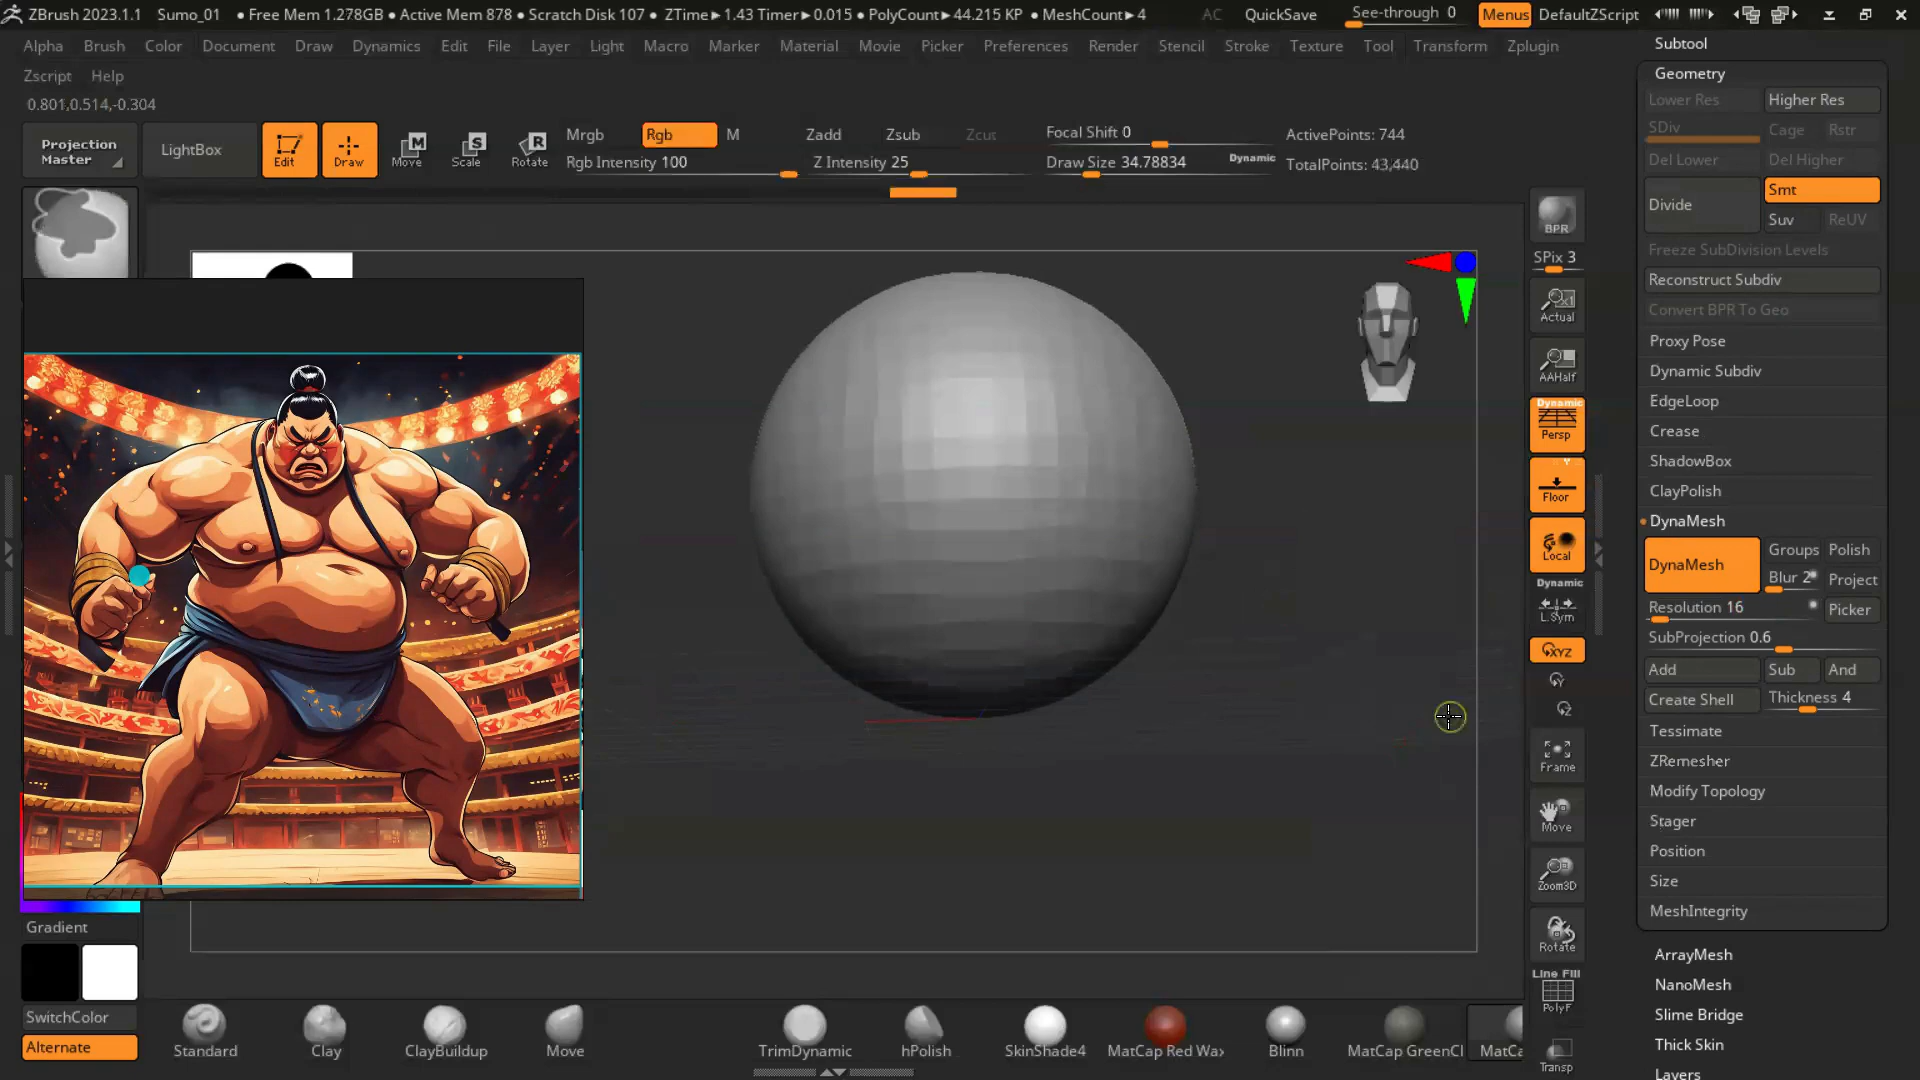 ZBrush 2023.1.1 Sumo_01 ● Free Mem 1.278GB ● Active Mem 878 ● Scratch Disk 107 ● ZTime►1.43 Timer►0.015 ● PolyCount►44.215 KP ● MeshCount►4 AC QuickSave See-through 0 Menus DefaultZScript
Alpha Brush Color Document Draw Dynamics Edit File Layer Light Macro Marker Material Movie Picker Preferences Render Stencil Stroke Texture Tool Transform Zplugin
Zscript Help
0.801,0.514,-0.304
Projection Master
LightBox
Edit
Draw
Move
Scale
Rotate
Mrgb Rgb M
Rgb Intensity 100
Zadd Zsub Zcut
Z Intensity 25
Focal Shift 0
Draw Size 34.78834 Dynamic
ActivePoints: 744
TotalPoints: 43,440
BPR
SPix 3
Actual
AAHalf
Dynamic
Persp
Floor
Local
Dynamic
L.Sym
XYZ
Y
Z
Frame
Move
Zoom3D
Rotate
Line Fill
PolyF
Transp
Subtool
Geometry
Lower Res Higher Res
SDiv Cage Rstr
Del Lower Del Higher
Divide Smt
Suv ReUV
Freeze SubDivision Levels
Reconstruct Subdiv
Convert BPR To Geo
Proxy Pose
Dynamic Subdiv
EdgeLoop
Crease
ShadowBox
ClayPolish
DynaMesh
DynaMesh Groups Polish
Blur 2 Project
Resolution 16 Picker
SubProjection 0.6
Add Sub And
Create Shell Thickness 4
Tessimate
ZRemesher
Modify Topology
Stager
Position
Size
MeshIntegrity
ArrayMesh
NanoMesh
Slime Bridge
Thick Skin
Layers
Gradient
SwitchColor
Alternate
Standard Clay ClayBuildup Move TrimDynamic hPolish SkinShade4 MatCap Red Wax Blinn MatCap GreenCl MatCa